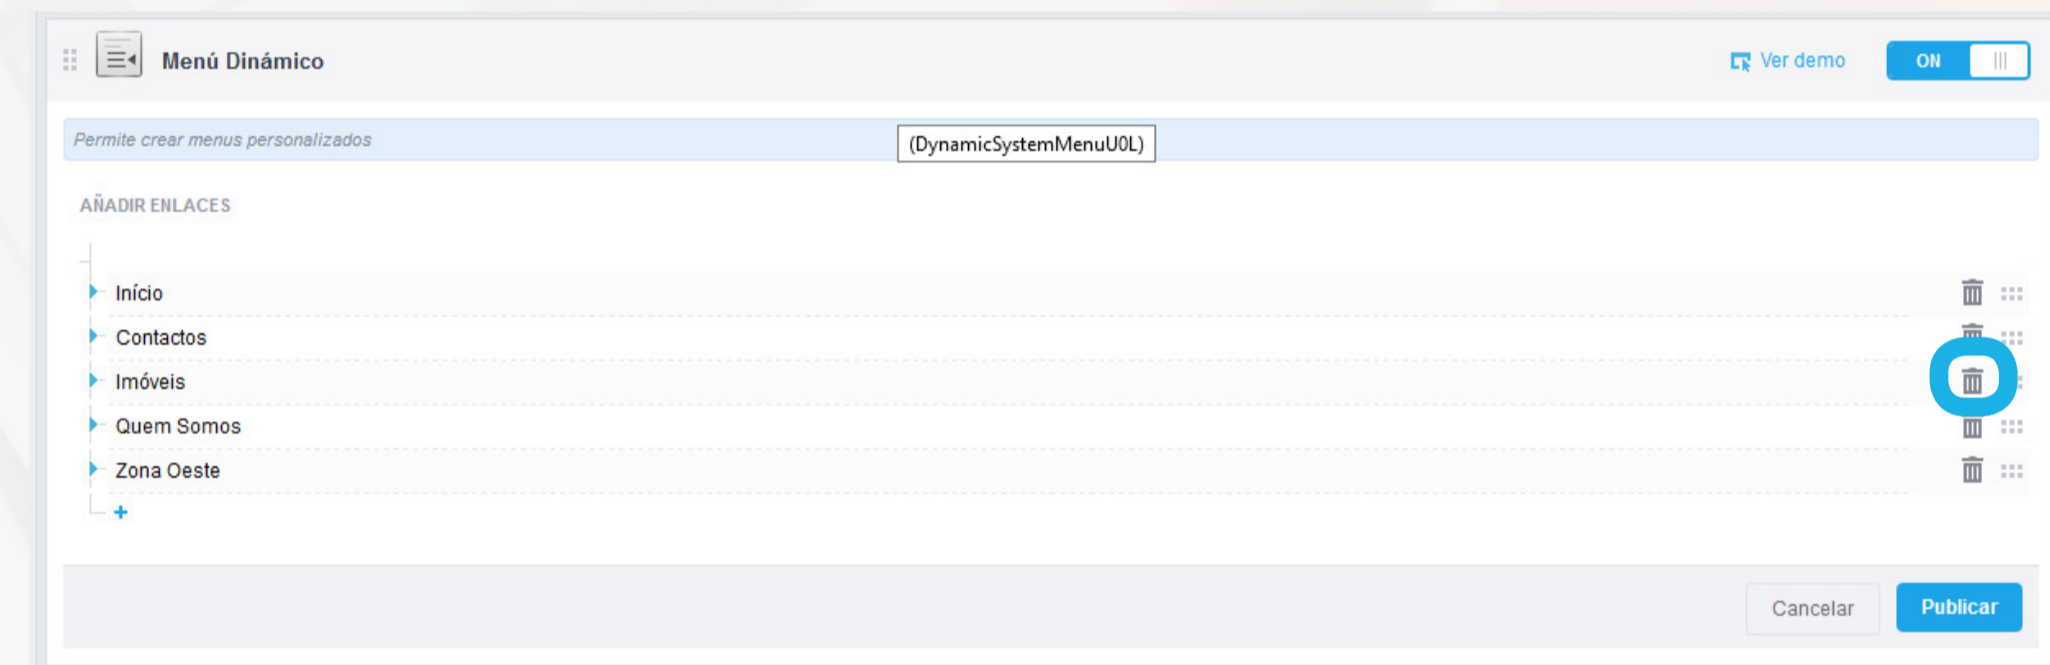 Menú Dinámico
Ver demo
ON
Permite crear menus personalizados
(DynamicSystemMenuU0L)
AÑADIR ENLACES
Início
Contactos
Imóveis
Quem Somos
Zona Oeste
+
Cancelar
Publicar